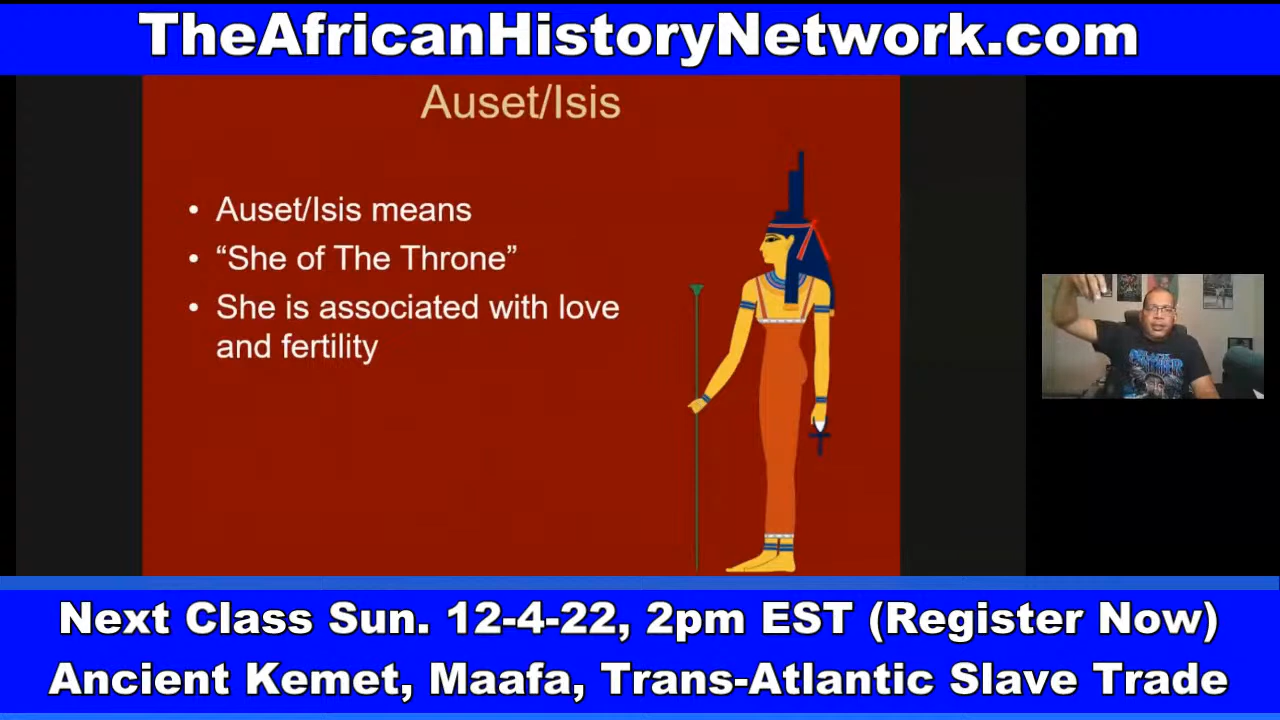 TheAfricanHistoryNetwork.com
Auset/Isis
• Auset/Isis means
• “She of The Throne”
• She is associated with love
and fertility
Next Class Sun. 12-4-22, 2pm EST (Register Now)
Ancient Kemet, Maafa, Trans-Atlantic Slave Trade